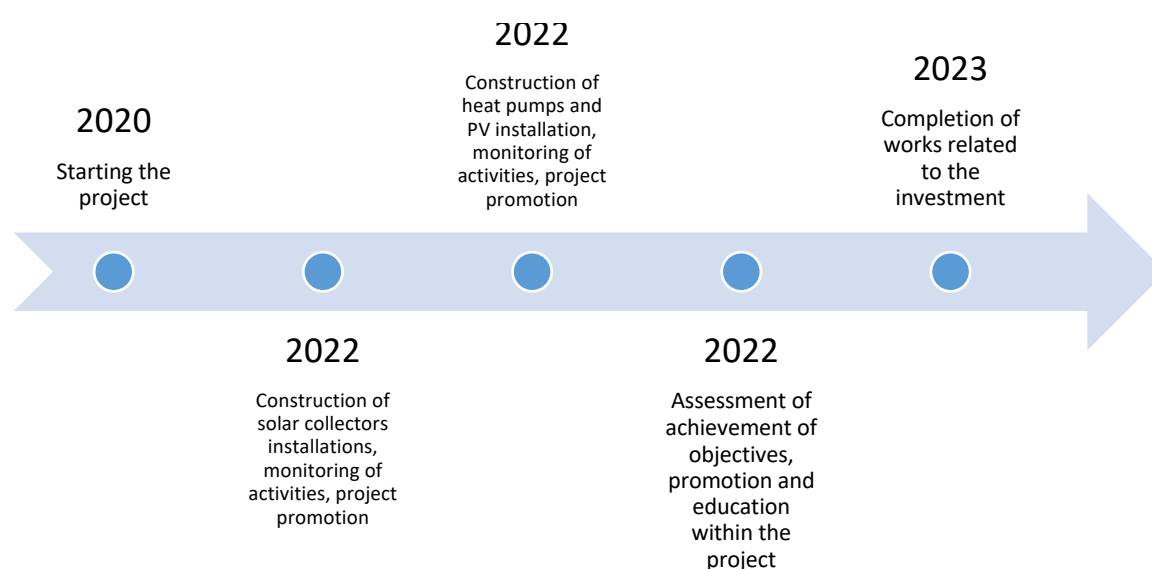 2020
Starting the
project
2022
Construction of
solar collectors
installations,
monitoring of
activities, project
promotion
2022
Construction of
heat pumps and
PV installation,
monitoring of
activities, project
promotion
2022
Assessment of
achievement of
objectives,
promotion and
education
within the
project
2023
Completion of
works related
to the
investment